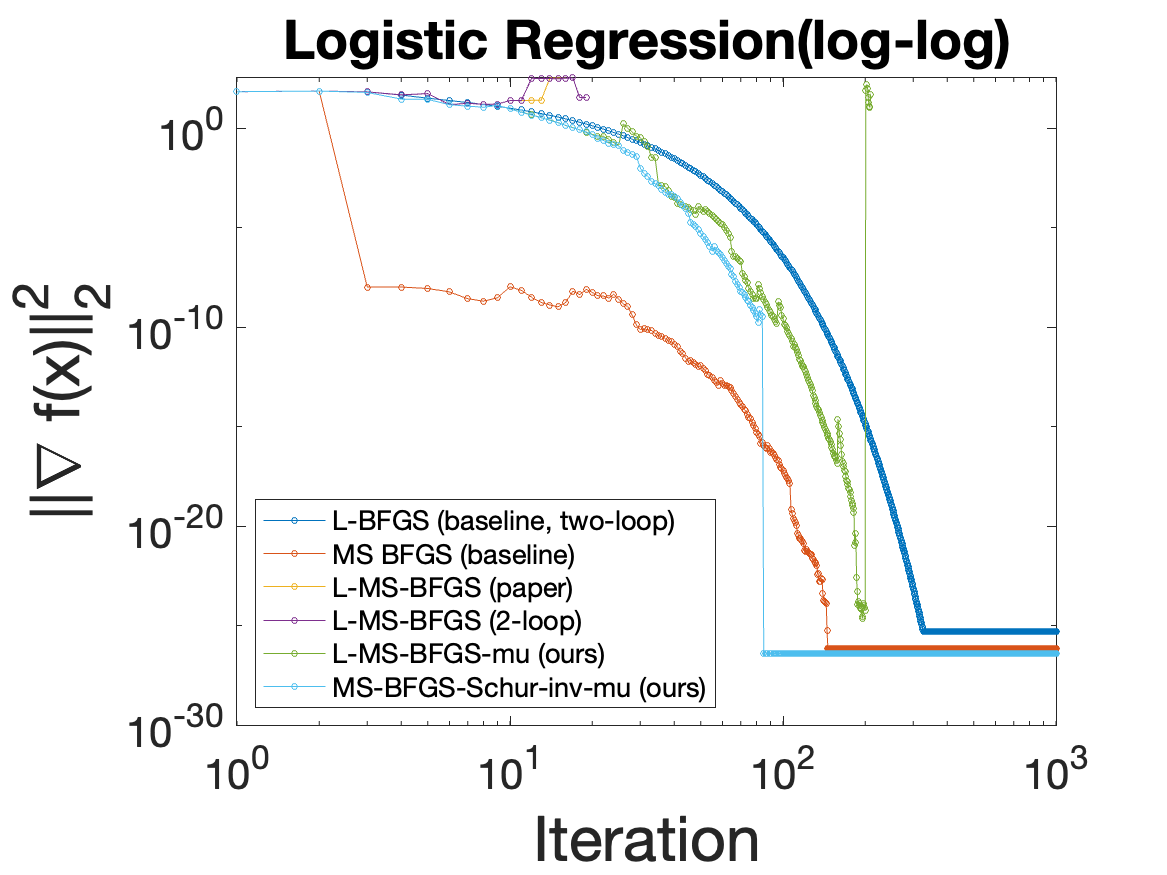 Logistic Regression(log-log)
||∇ f(x)||₂²
10⁰
10⁻¹⁰
10⁻²⁰
10⁻³⁰
L-BFGS (baseline, two-loop)
MS BFGS (baseline)
L-MS-BFGS (paper)
L-MS-BFGS (2-loop)
L-MS-BFGS-mu (ours)
MS-BFGS-Schur-inv-mu (ours)
10⁰ 10¹ 10² 10³
Iteration